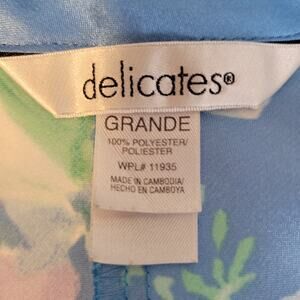 delicates®
GRANDE
100% POLYESTER/
POLIESTER
WPL# 11935
MADE IN CAMBODIA/
HECHO EN CAMBOYA